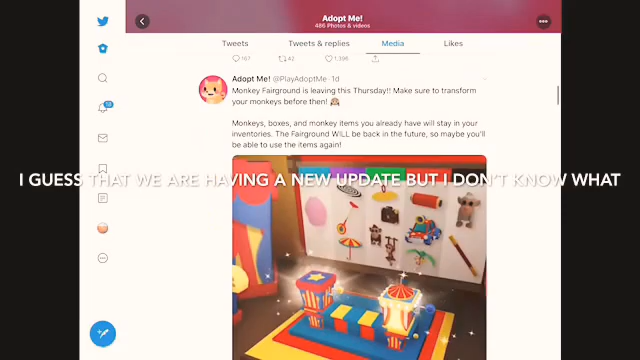 Adopt Me!
486 Photos & videos
Tweets Tweets & replies Media Likes
167 42 1,396
Adopt Me! @PlayAdoptMe · 1d
Monkey Fairground is leaving this Thursday!! Make sure to transform
your monkeys before then! 🙉
Monkeys, boxes, and monkey items you already have will stay in your
inventories. The Fairground WILL be back in the future, so maybe you'll
be able to use the items again!
I GUESS THAT WE ARE HAVING A NEW UPDATE BUT I DON'T KNOW WHAT